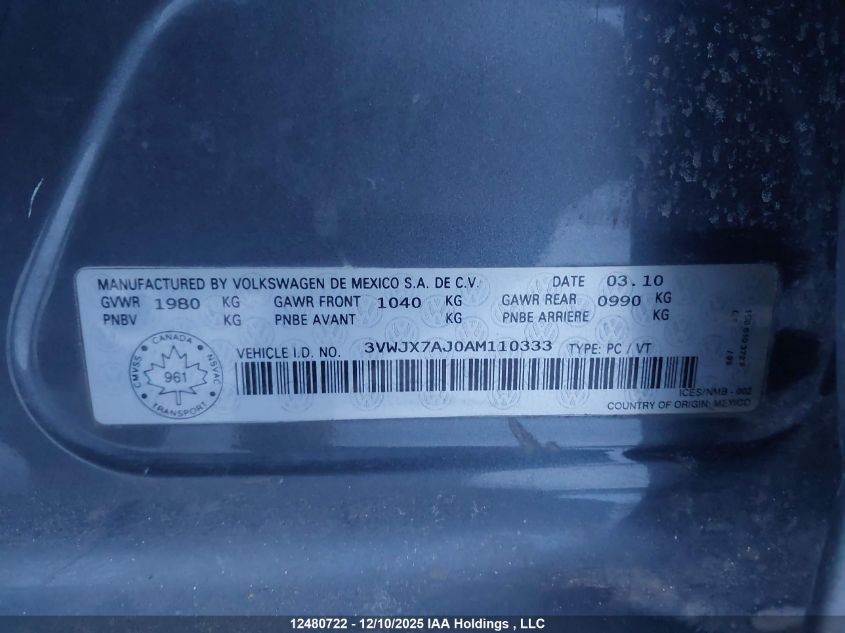 MANUFACTURED BY VOLKSWAGEN DE MEXICO S.A. DE C.V. DATE 03.10
GVWR 1980 KG GAWR FRONT 1040 KG GAWR REAR 0990 KG
PNBV KG PNBE AVANT KG PNBE ARRIERE KG
VEHICLE I.D. NO. 3VWJX7AJ0AM110333 TYPE: PC / VT
CANADA
CMVSS 961 NSVAC
TRANSPORT
ICES/NMB - 002
COUNTRY OF ORIGIN: MEXICO
12480722 - 12/10/2025 IAA Holdings , LLC